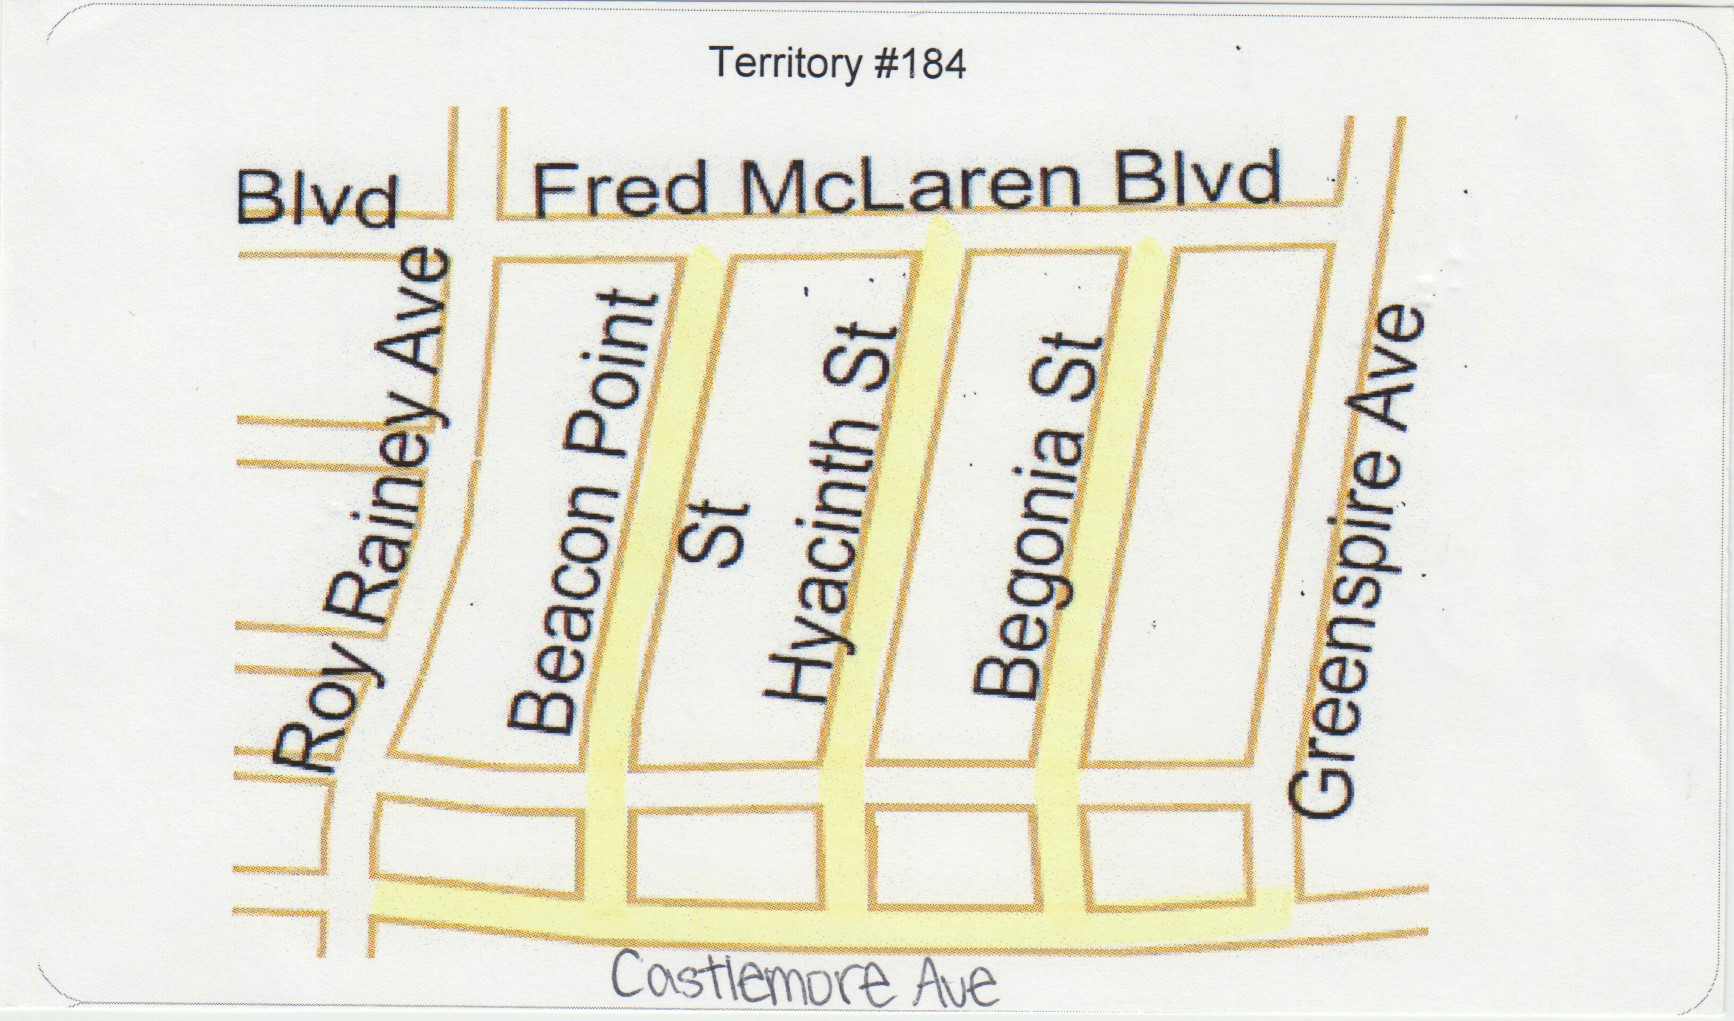 Territory #184
Blvd
Fred McLaren Blvd
Roy Rainey Ave
Beacon Point
St
Hyacinth St
Begonia St
Greenspire Ave
Castlemore Ave